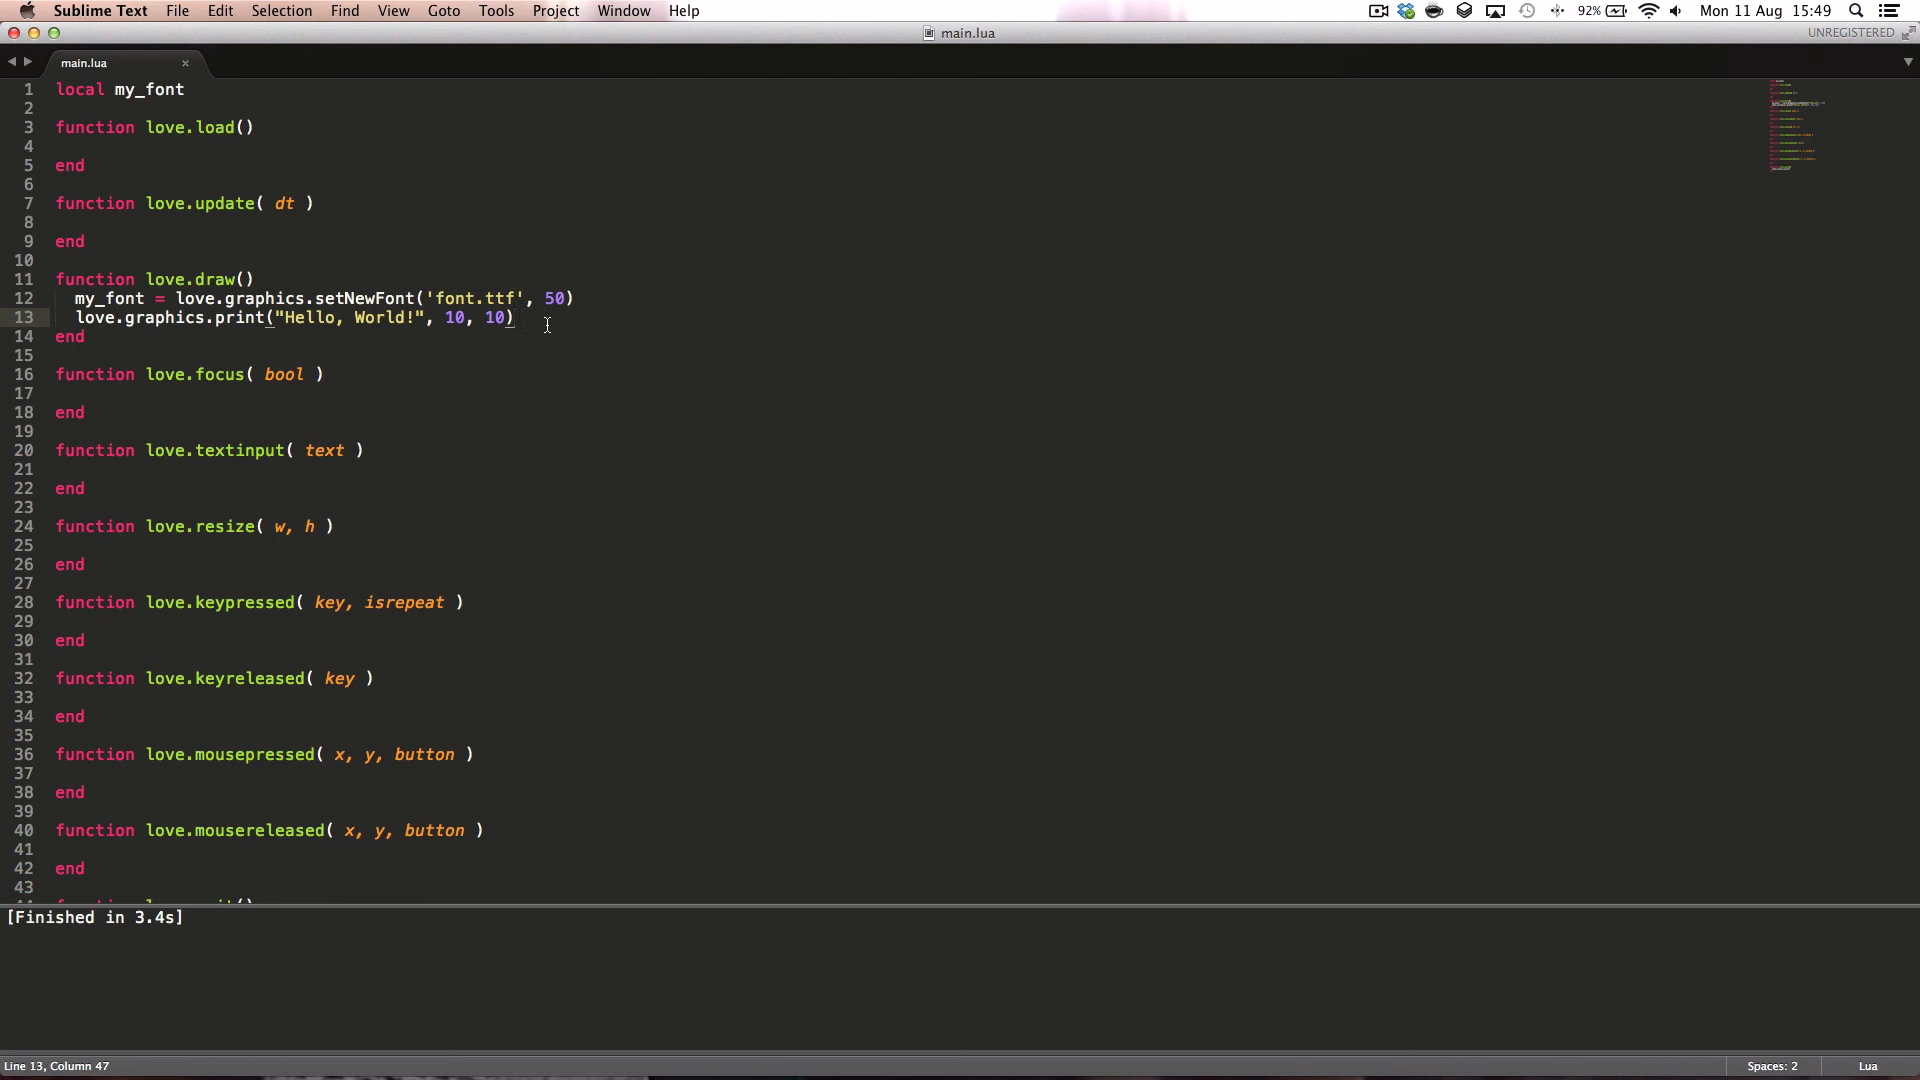 Sublime Text File Edit Selection Find View Goto Tools Project Window Help 92% Mon 11 Aug 15:49
main.lua UNREGISTERED
main.lua
1 local my_font
2
3 function love.load()
4
5 end
6
7 function love.update( dt )
8
9 end
10
11 function love.draw()
12 my_font = love.graphics.setNewFont('font.ttf', 50)
13 love.graphics.print("Hello, World!", 10, 10)
14 end
15
16 function love.focus( bool )
17
18 end
19
20 function love.textinput( text )
21
22 end
23
24 function love.resize( w, h )
25
26 end
27
28 function love.keypressed( key, isrepeat )
29
30 end
31
32 function love.keyreleased( key )
33
34 end
35
36 function love.mousepressed( x, y, button )
37
38 end
39
40 function love.mousereleased( x, y, button )
41
42 end
43
[Finished in 3.4s]
Line 13, Column 47 Spaces: 2 Lua